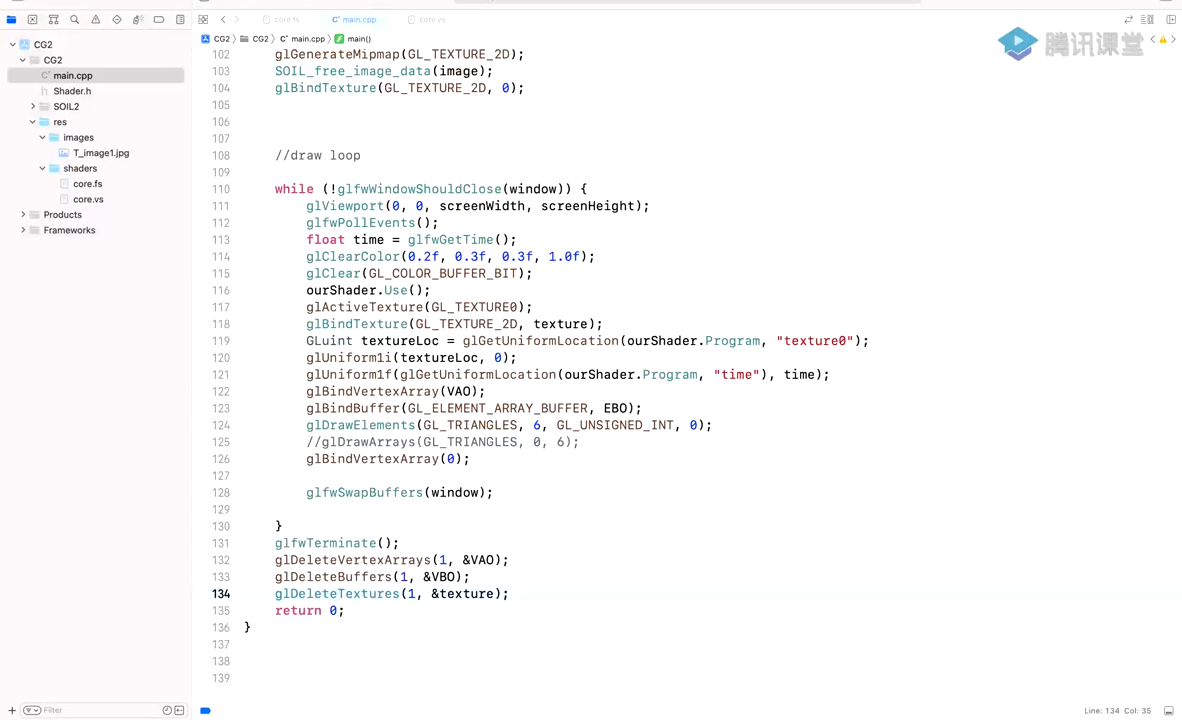 core.fs
main.cpp
core.vs
CG2 CG2 main.cpp main()
腾讯课堂
CG2
CG2
main.cpp
Shader.h
SOIL2
res
images
T_image1.jpg
shaders
core.fs
core.vs
Products
Frameworks
102 glGenerateMipmap(GL_TEXTURE_2D);
103 SOIL_free_image_data(image);
104 glBindTexture(GL_TEXTURE_2D, 0);
105
106
107
108 //draw loop
109
110 while (!glfwWindowShouldClose(window)) {
111 glViewport(0, 0, screenWidth, screenHeight);
112 glfwPollEvents();
113 float time = glfwGetTime();
114 glClearColor(0.2f, 0.3f, 0.3f, 1.0f);
115 glClear(GL_COLOR_BUFFER_BIT);
116 ourShader.Use();
117 glActiveTexture(GL_TEXTURE0);
118 glBindTexture(GL_TEXTURE_2D, texture);
119 GLuint textureLoc = glGetUniformLocation(ourShader.Program, "texture0");
120 glUniform1i(textureLoc, 0);
121 glUniform1f(glGetUniformLocation(ourShader.Program, "time"), time);
122 glBindVertexArray(VAO);
123 glBindBuffer(GL_ELEMENT_ARRAY_BUFFER, EBO);
124 glDrawElements(GL_TRIANGLES, 6, GL_UNSIGNED_INT, 0);
125 //glDrawArrays(GL_TRIANGLES, 0, 6);
126 glBindVertexArray(0);
127
128 glfwSwapBuffers(window);
129
130 }
131 glfwTerminate();
132 glDeleteVertexArrays(1, &VAO);
133 glDeleteBuffers(1, &VBO);
134 glDeleteTextures(1, &texture);
135 return 0;
136 }
137
138
139
Filter
Line: 134 Col: 35